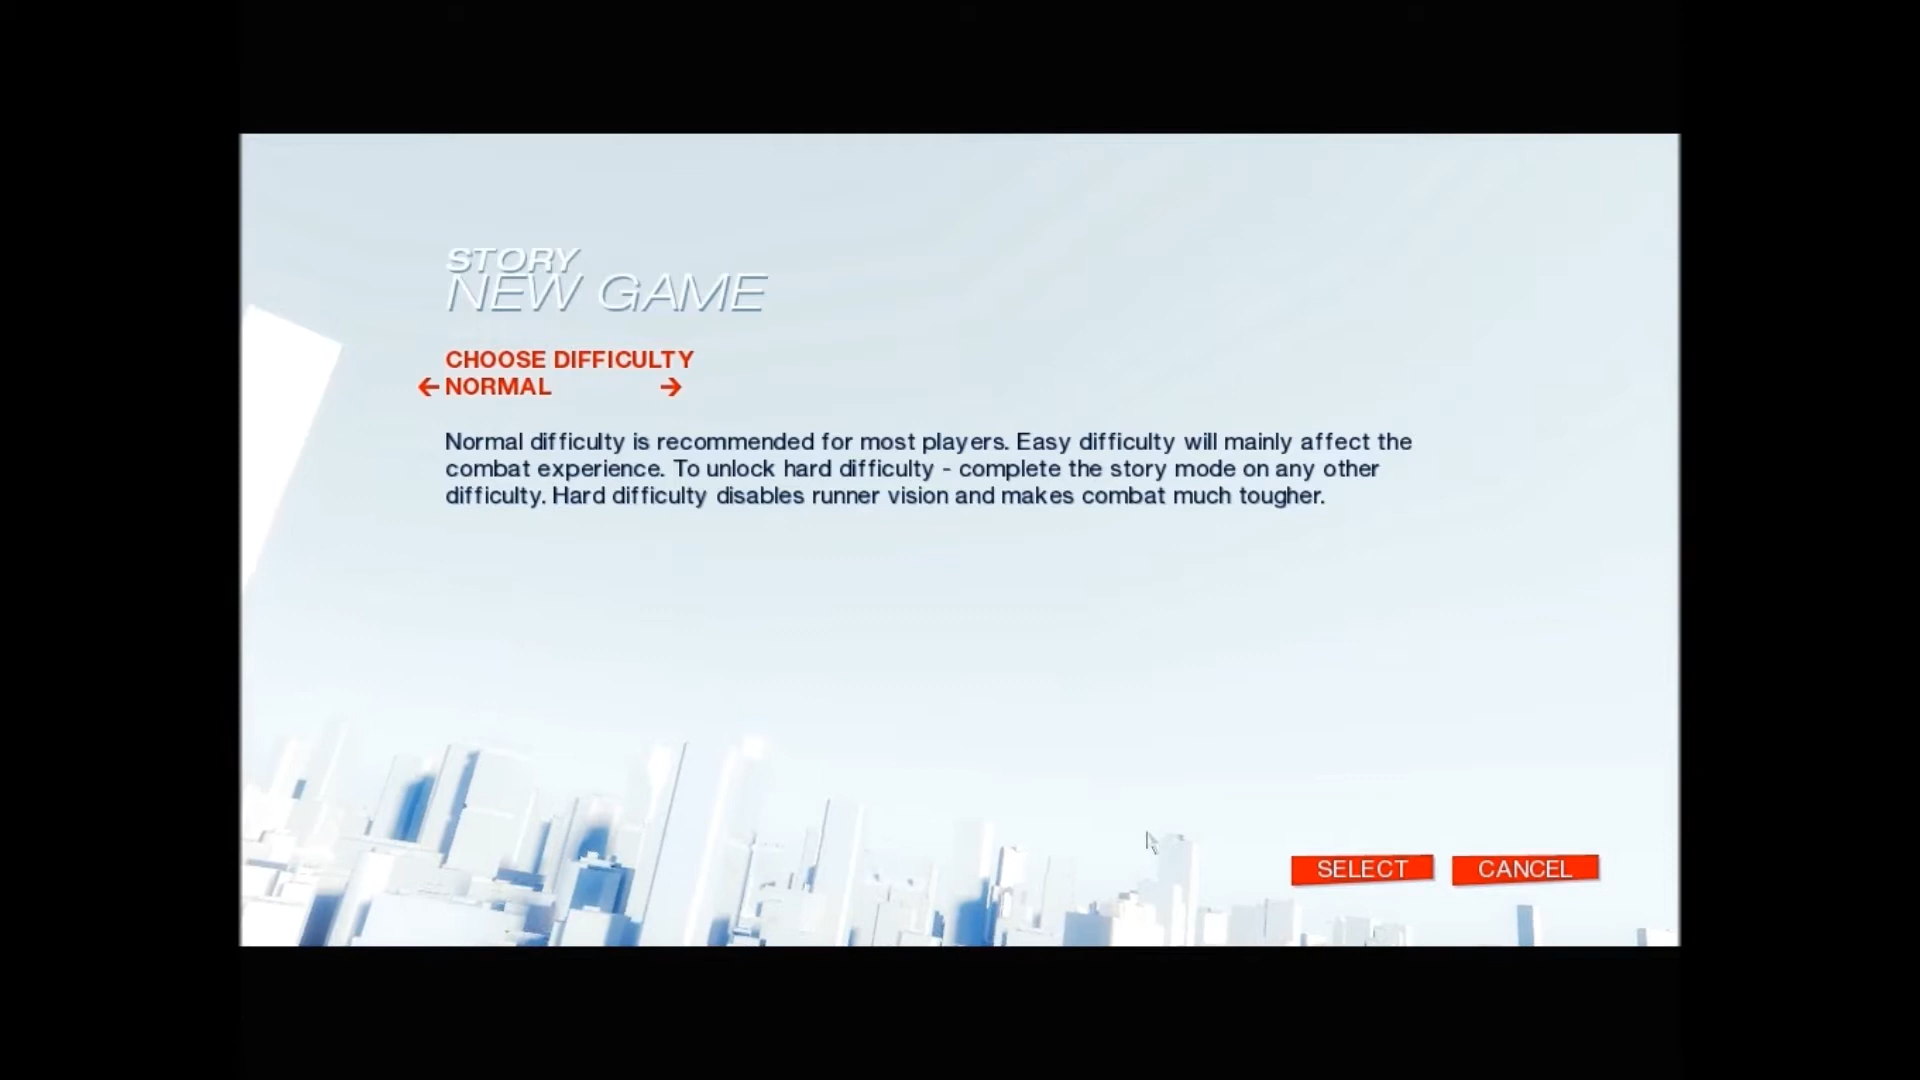 STORY
NEW GAME
CHOOSE DIFFICULTY
NORMAL
Normal difficulty is recommended for most players. Easy difficulty will mainly affect the
combat experience. To unlock hard difficulty - complete the story mode on any other
difficulty. Hard difficulty disables runner vision and makes combat much tougher.
SELECT CANCEL